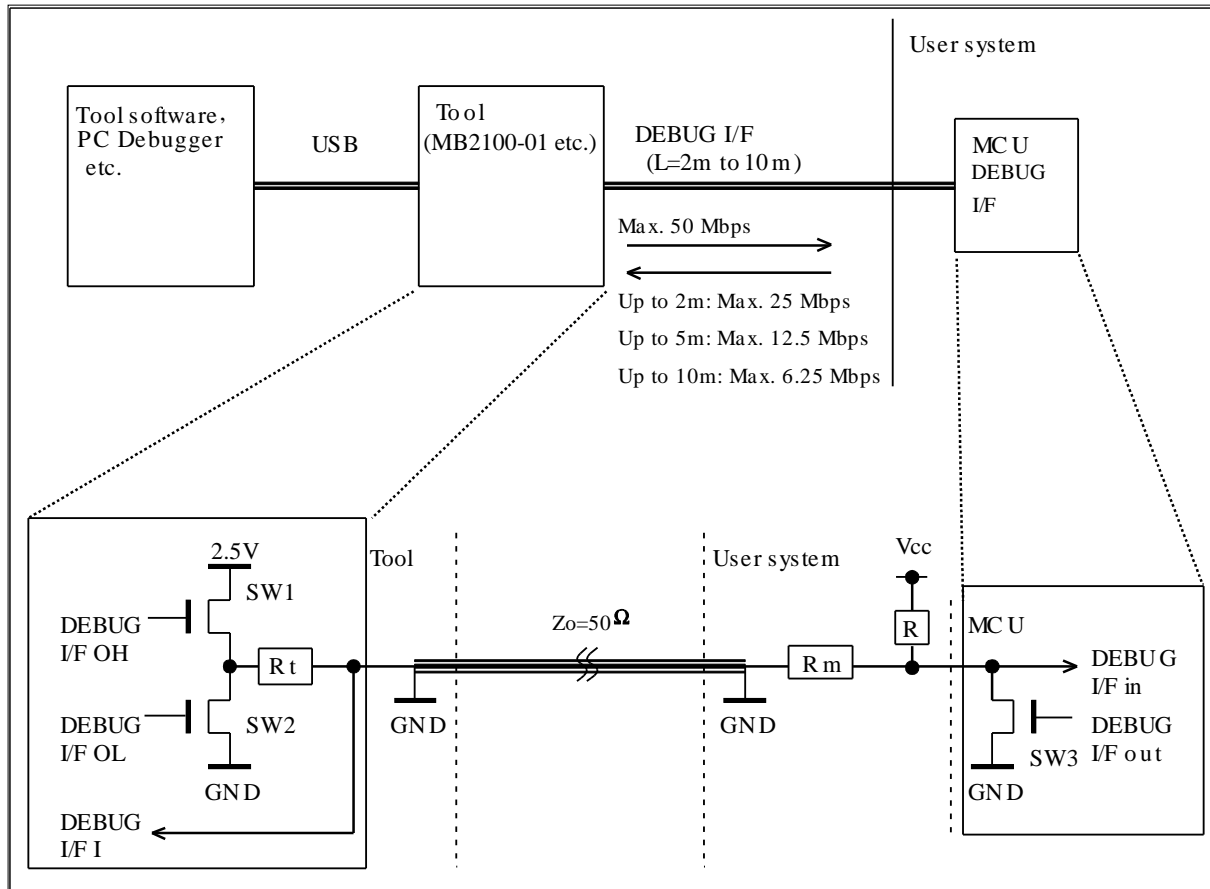 User system
Tool software,
PC Debugger
etc.
USB
Tool
(MB2100-01 etc.)
DEBUG I/F
(L=2m to 10m)
MCU
DEBUG
I/F
Max. 50 Mbps
Up to 2m: Max. 25 Mbps
Up to 5m: Max. 12.5 Mbps
Up to 10m: Max. 6.25 Mbps
2.5V
SW1
DEBUG
I/F OH
Rt
DEBUG
I/F OL
SW2
GND
DEBUG
I/F I
Tool
GND
Zo=50Ω
User system
GND
Rm
Vcc
R
MCU
DEBUG
I/F in
DEBUG
I/F out
SW3
GND